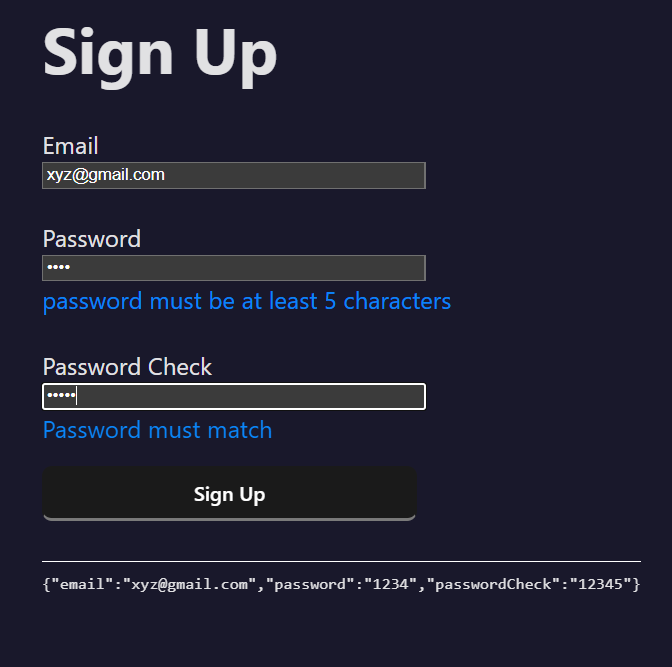 Sign Up
Email
xyz@gmail.com
Password
••••
password must be at least 5 characters
Password Check
•••••
Password must match
Sign Up
{"email":"xyz@gmail.com","password":"1234","passwordCheck":"12345"}